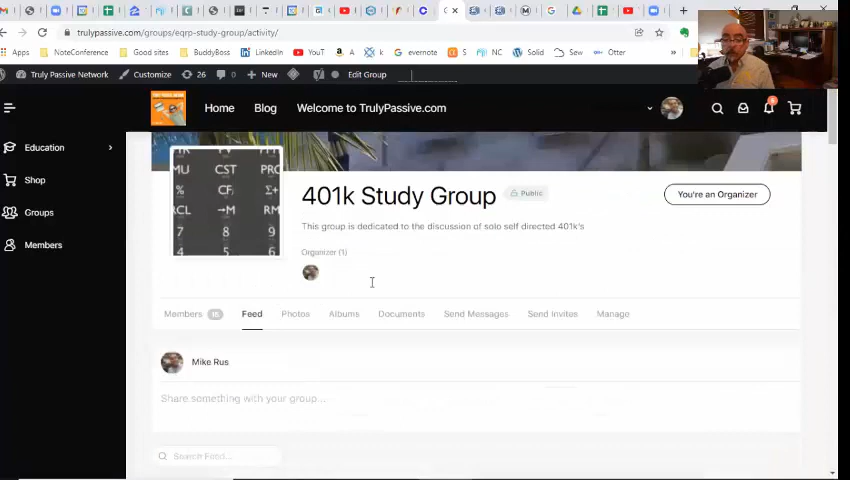 trulypassive.com/groups/eqrp-study-group/activity/
Apps NoteConference Good sites BuddyBoss LinkedIn YouT A k evernote S NC Solid Sew Otter »
Truly Passive Network Customize 26 0 New Edit Group
Home Blog Welcome to TrulyPassive.com
Education
Shop
Groups
Members
MU CST PRC
% CF Σ+
RCL →M RM
7 8 9
4 5 6
401k Study Group Public
You're an Organizer
This group is dedicated to the discussion of solo self directed 401k's
Organizer (1)
Members 15 Feed Photos Albums Documents Send Messages Send Invites Manage
Mike Rus
Share something with your group...
Search Feed...